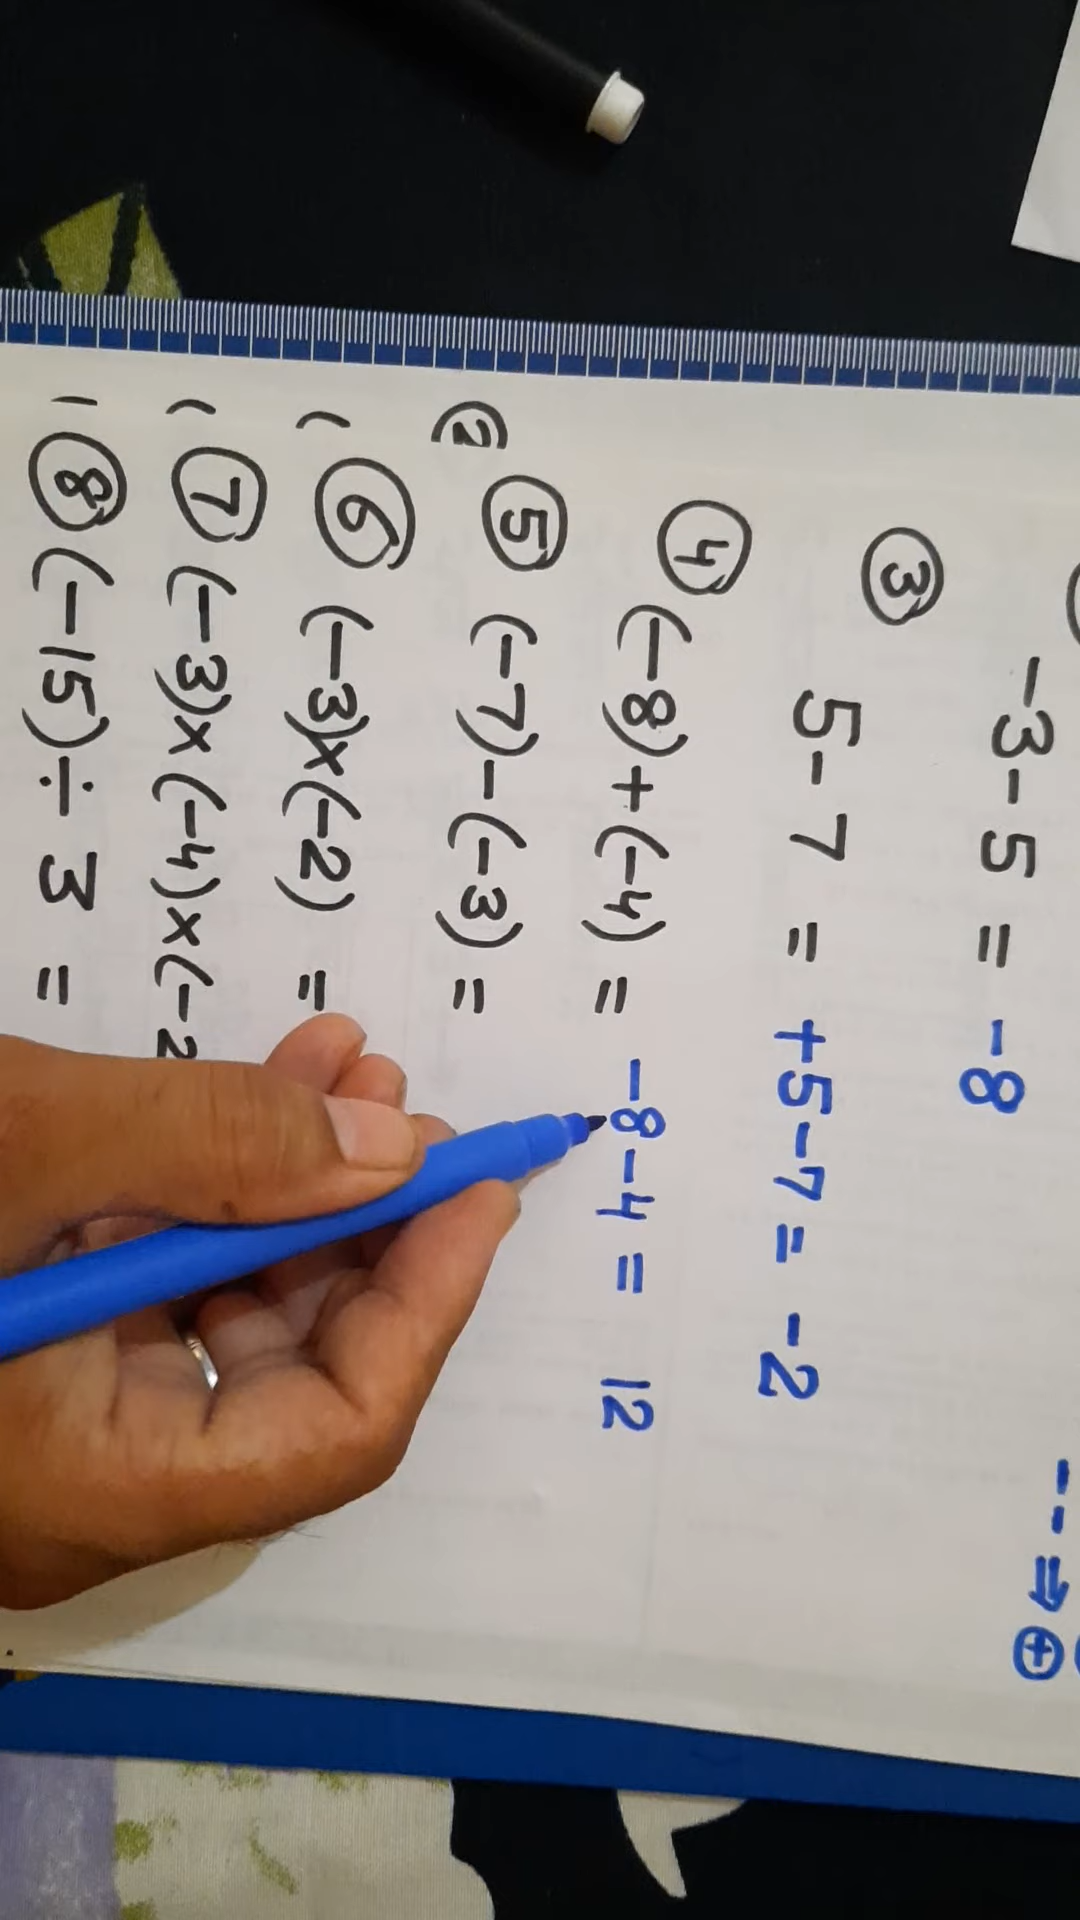 -3-5 = -8
-- ⇒ ⊕
③ 5-7 = +5-7 = -2
④ (-8)+(-4) = -8-4 = 12
(2
⑤ (-7)-(-3) =
⑥ (-3)x(-2) =
⑦ (-3)x(-4)x(-2
⑧ (-15)÷3 =